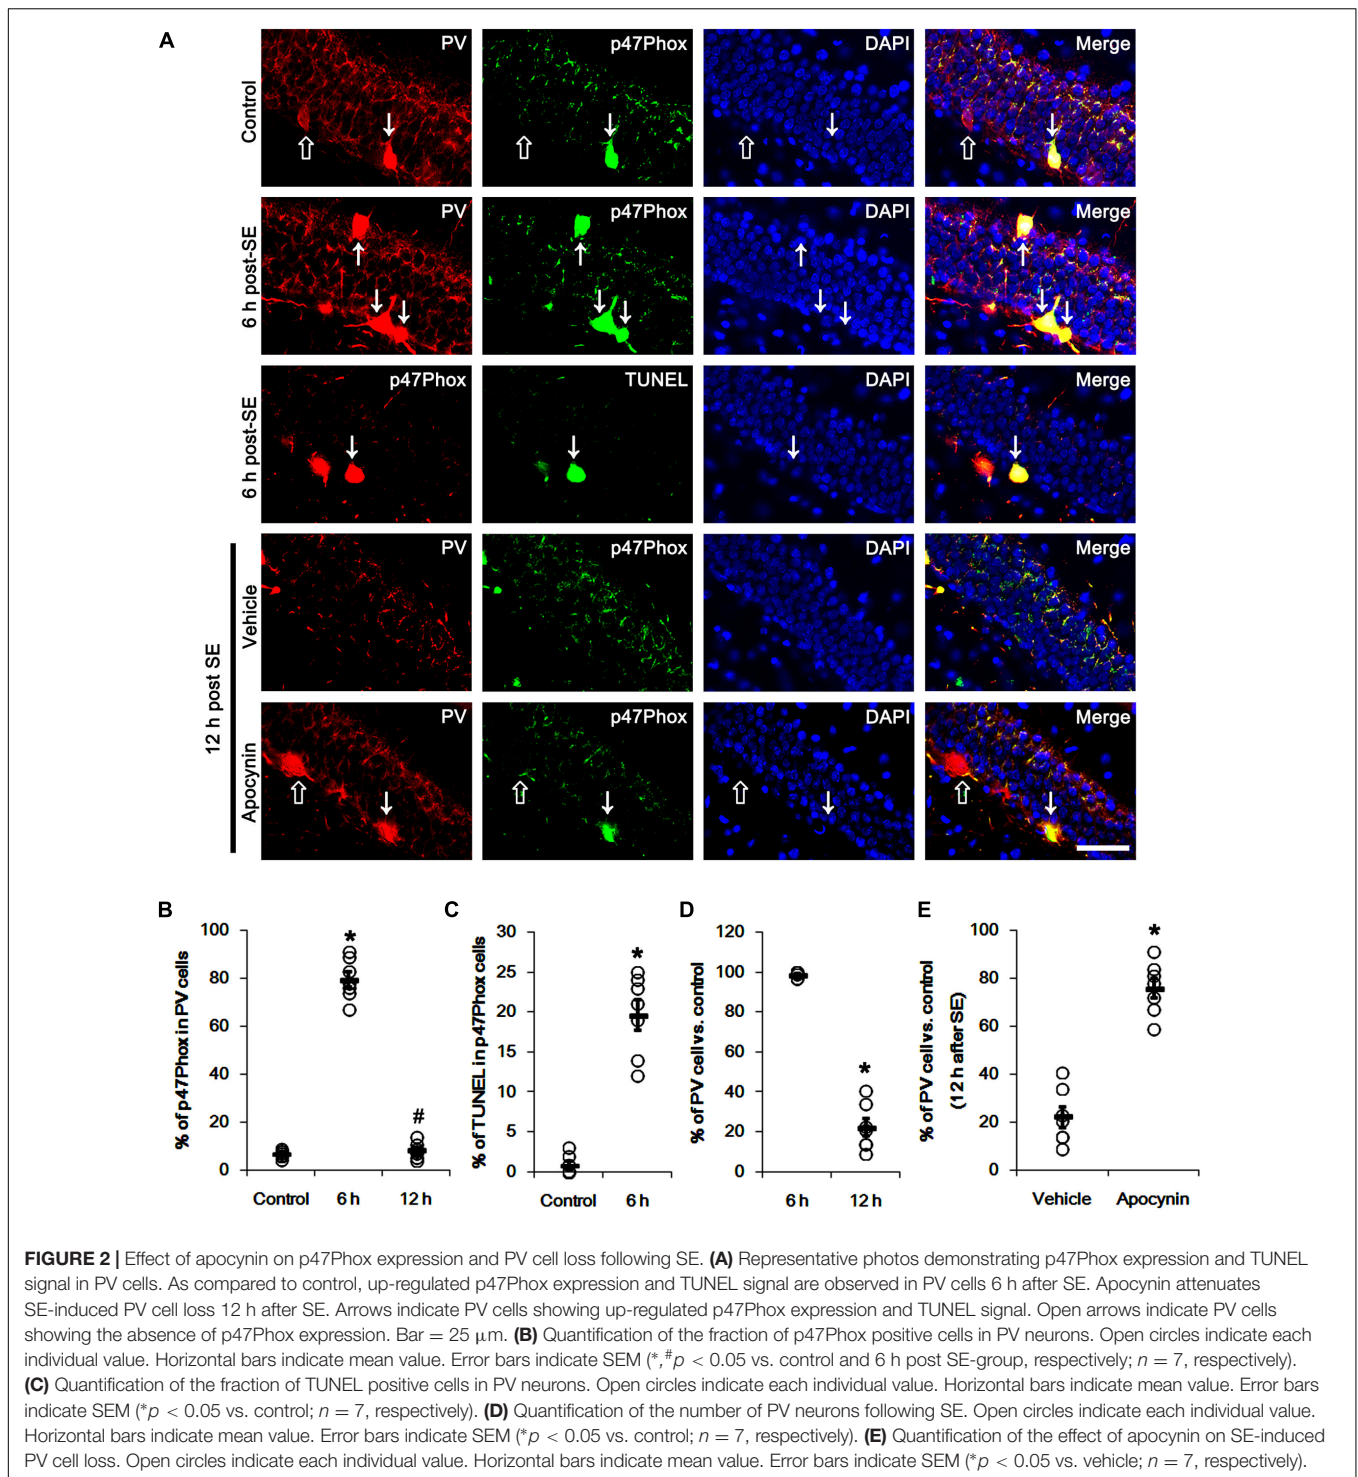 A
PV
p47Phox
DAPI
Merge
Control
PV
p47Phox
DAPI
Merge
6 h post-SE
p47Phox
TUNEL
DAPI
Merge
6 h post-SE
PV
p47Phox
DAPI
Merge
Vehicle
12 h post SE
PV
p47Phox
DAPI
Merge
Apocynin
B
% of p47Phox in PV cells
100
80
60
40
20
0
*
#
Control 6 h 12 h
C
% of TUNEL in p47Phox cells
30
25
20
15
10
5
0
*
Control 6 h
D
% of PV cell vs. control
120
100
80
60
40
20
0
*
6 h 12 h
E
% of PV cell vs. control
(12 h after SE)
100
80
60
40
20
0
*
Vehicle Apocynin
FIGURE 2 | Effect of apocynin on p47Phox expression and PV cell loss following SE. (A) Representative photos demonstrating p47Phox expression and TUNEL
signal in PV cells. As compared to control, up-regulated p47Phox expression and TUNEL signal are observed in PV cells 6 h after SE. Apocynin attenuates
SE-induced PV cell loss 12 h after SE. Arrows indicate PV cells showing up-regulated p47Phox expression and TUNEL signal. Open arrows indicate PV cells
showing the absence of p47Phox expression. Bar = 25 μm. (B) Quantification of the fraction of p47Phox positive cells in PV neurons. Open circles indicate each
individual value. Horizontal bars indicate mean value. Error bars indicate SEM (*,#p < 0.05 vs. control and 6 h post SE-group, respectively; n = 7, respectively).
(C) Quantification of the fraction of TUNEL positive cells in PV neurons. Open circles indicate each individual value. Horizontal bars indicate mean value. Error bars
indicate SEM (*p < 0.05 vs. control; n = 7, respectively). (D) Quantification of the number of PV neurons following SE. Open circles indicate each individual value.
Horizontal bars indicate mean value. Error bars indicate SEM (*p < 0.05 vs. control; n = 7, respectively). (E) Quantification of the effect of apocynin on SE-induced
PV cell loss. Open circles indicate each individual value. Horizontal bars indicate mean value. Error bars indicate SEM (*p < 0.05 vs. vehicle; n = 7, respectively).